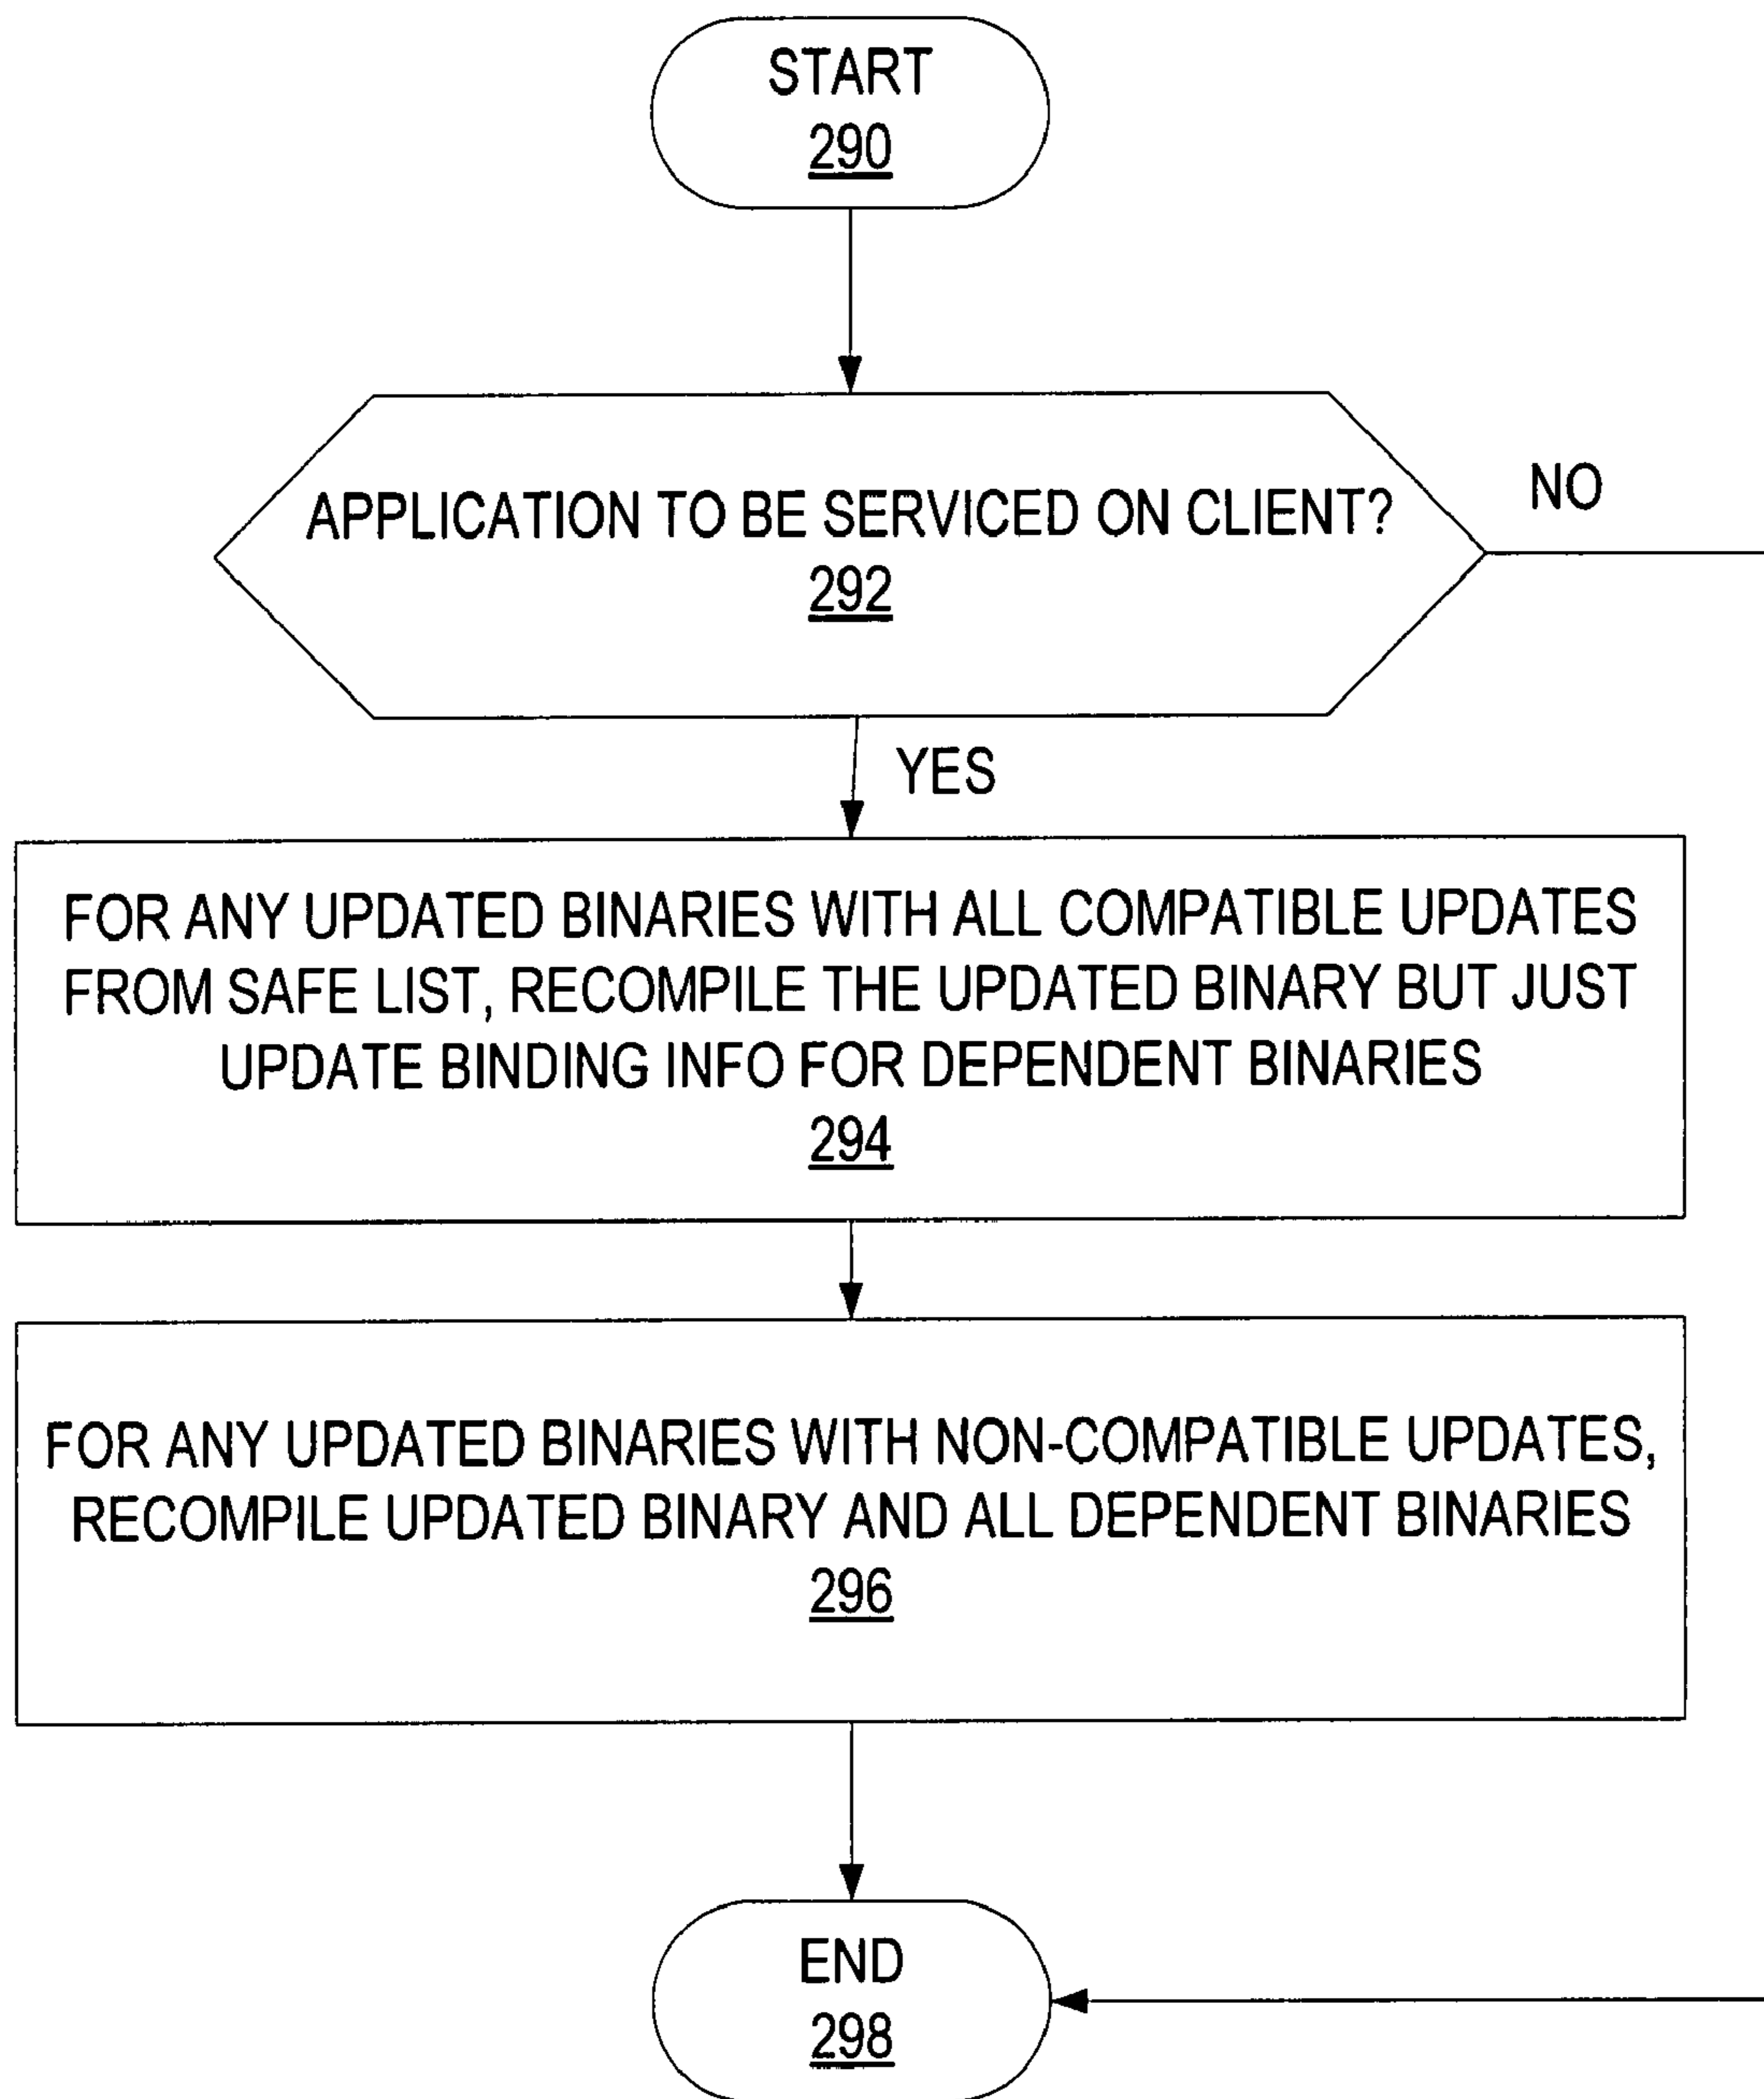 START
290
APPLICATION TO BE SERVICED ON CLIENT?
292
NO
YES
FOR ANY UPDATED BINARIES WITH ALL COMPATIBLE UPDATES
FROM SAFE LIST, RECOMPILE THE UPDATED BINARY BUT JUST
UPDATE BINDING INFO FOR DEPENDENT BINARIES
294
FOR ANY UPDATED BINARIES WITH NON-COMPATIBLE UPDATES,
RECOMPILE UPDATED BINARY AND ALL DEPENDENT BINARIES
296
END
298